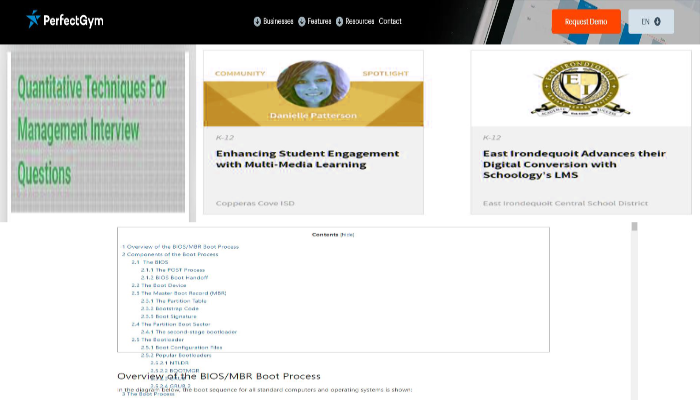 PerfectGym
Businesses Features Resources Contact
Request Demo
EN
Quantitative Techniques For
Management Interview
Questions
COMMUNITY SPOTLIGHT
Danielle Patterson
K-12
Enhancing Student Engagement
with Multi-Media Learning
Copperas Cove ISD
EAST IRONDEQUOIT
EI
K-12
East Irondequoit Advances their
Digital Conversion with
Schoology's LMS
East Irondequoit Central School District
Contents [hide]
1 Overview of the BIOS/MBR Boot Process
2 Components of the Boot Process
2.1 The BIOS
2.1.1 The POST Process
2.1.2 BIOS Boot Handoff
2.2 The Boot Device
2.3 The Master Boot Record (MBR)
2.3.1 The Partition Table
2.3.2 Bootstrap Code
2.3.3 Boot Signature
2.4 The Partition Boot Sector
2.4.1 The second-stage bootloader
2.5 The Bootloader
2.5.1 Boot Configuration Files
2.5.2 Popular Bootloaders
2.5.2.1 NTLDR
2.5.2.2 BOOTMGR
Overview of the BIOS/MBR Boot Process
2.5.2.4 GRUB 2
In the diagram below, the boot sequence for all standard computers and operating systems is shown:
3 The Boot Process